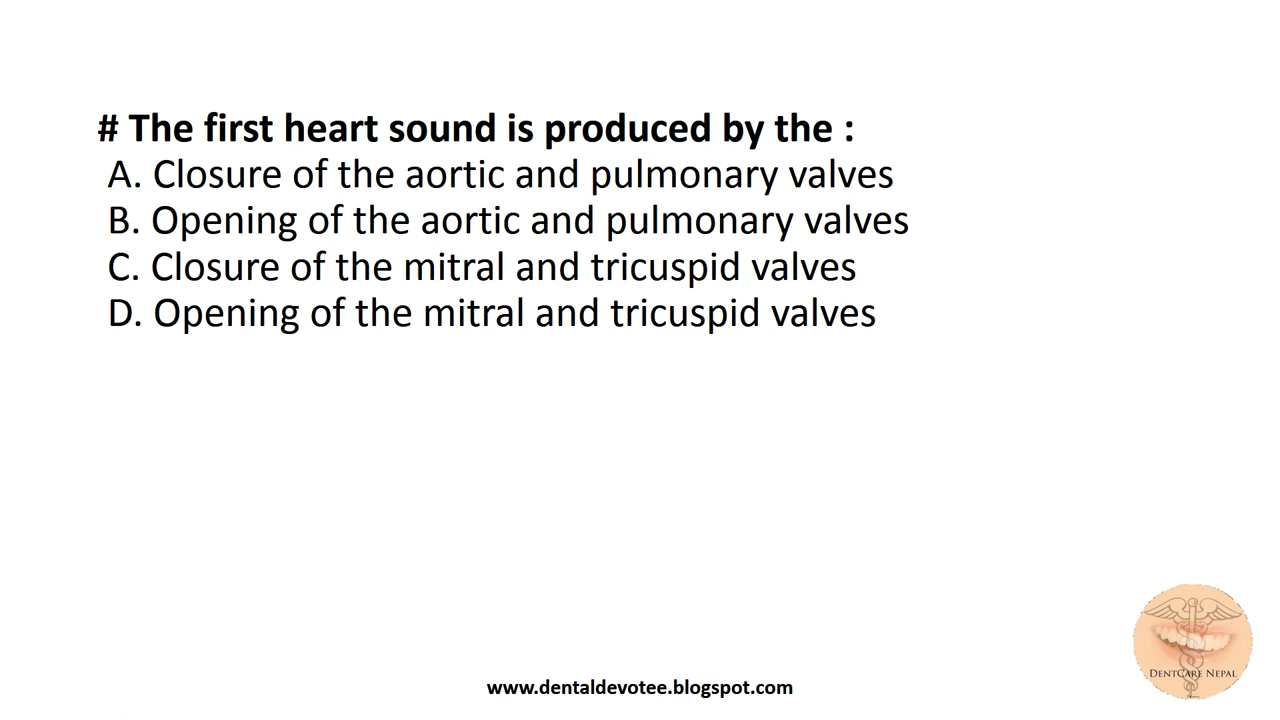 # The first heart sound is produced by the :
A. Closure of the aortic and pulmonary valves
B. Opening of the aortic and pulmonary valves
C. Closure of the mitral and tricuspid valves
D. Opening of the mitral and tricuspid valves
DentCare Nepal
www.dentaldevotee.blogspot.com